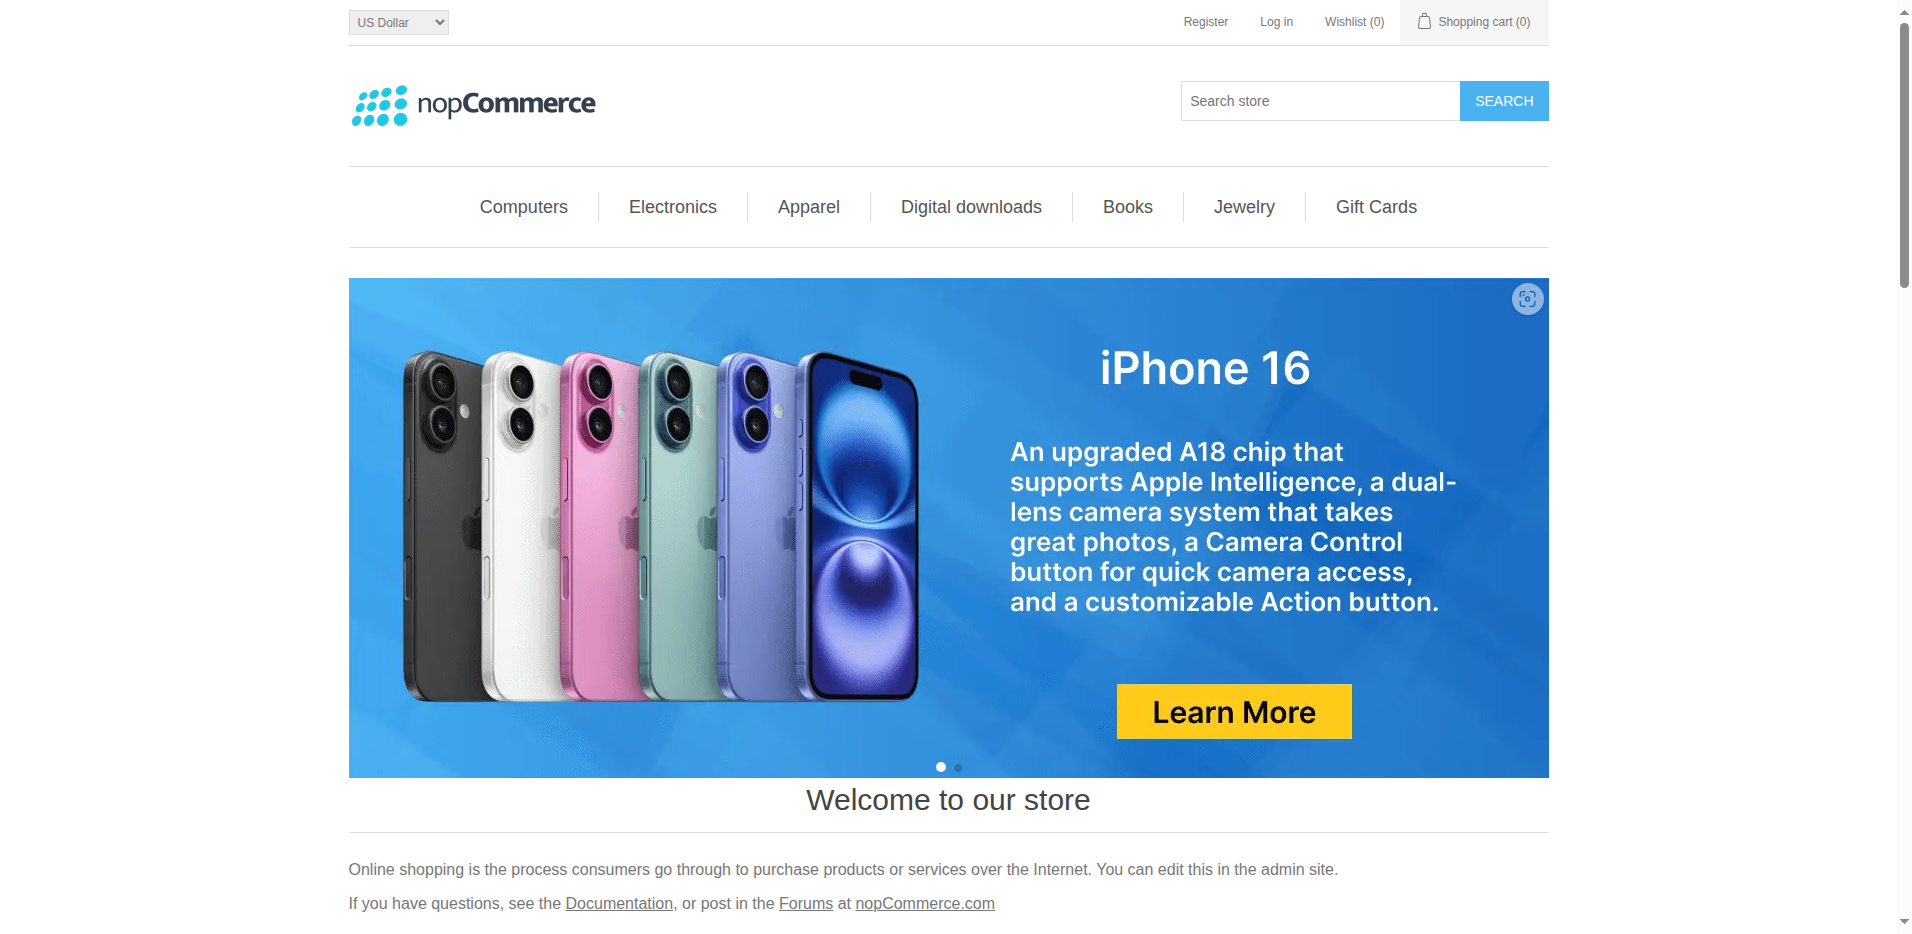 US Dollar
Register
Log in
Wishlist (0)
Shopping cart (0)
nopCommerce
Search store
SEARCH
Computers
Electronics
Apparel
Digital downloads
Books
Jewelry
Gift Cards
iPhone 16
An upgraded A18 chip that
supports Apple Intelligence, a dual-
lens camera system that takes
great photos, a Camera Control
button for quick camera access,
and a customizable Action button.
Learn More
Welcome to our store
Online shopping is the process consumers go through to purchase products or services over the Internet. You can edit this in the admin site.
If you have questions, see the Documentation, or post in the Forums at nopCommerce.com